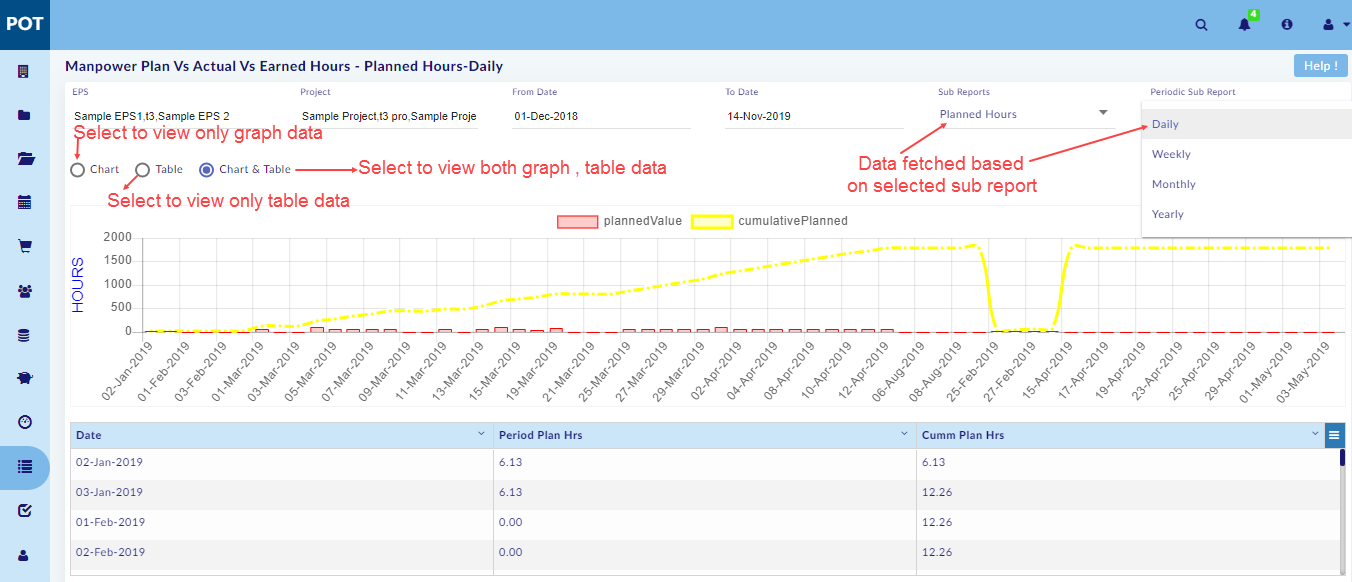 POT
4
Manpower Plan Vs Actual Vs Earned Hours - Planned Hours-Daily
Help !
EPS
Project
From Date
To Date
Sub Reports
Periodic Sub Report
Sample EPS1,t3,Sample EPS 2
Sample Project,t3 pro,Sample Proje
01-Dec-2018
14-Nov-2019
Planned Hours
Daily
Weekly
Monthly
Yearly
Select to view only graph data
Chart
Table
Chart & Table
Select to view both graph , table data
Select to view only table data
Data fetched based
on selected sub report
plannedValue
cumulativePlanned
HOURS
2000
1500
1000
500
0
02-Jan-2019
01-Feb-2019
03-Feb-2019
01-Mar-2019
03-Mar-2019
05-Mar-2019
07-Mar-2019
09-Mar-2019
11-Mar-2019
13-Mar-2019
15-Mar-2019
19-Mar-2019
21-Mar-2019
25-Mar-2019
27-Mar-2019
29-Mar-2019
02-Apr-2019
04-Apr-2019
08-Apr-2019
10-Apr-2019
12-Apr-2019
06-Aug-2019
08-Aug-2019
25-Feb-2019
27-Feb-2019
15-Apr-2019
17-Apr-2019
19-Apr-2019
23-Apr-2019
25-Apr-2019
29-Apr-2019
01-May-2019
03-May-2019
Date
Period Plan Hrs
Cumm Plan Hrs
02-Jan-2019
6.13
6.13
03-Jan-2019
6.13
12.26
01-Feb-2019
0.00
12.26
02-Feb-2019
0.00
12.26